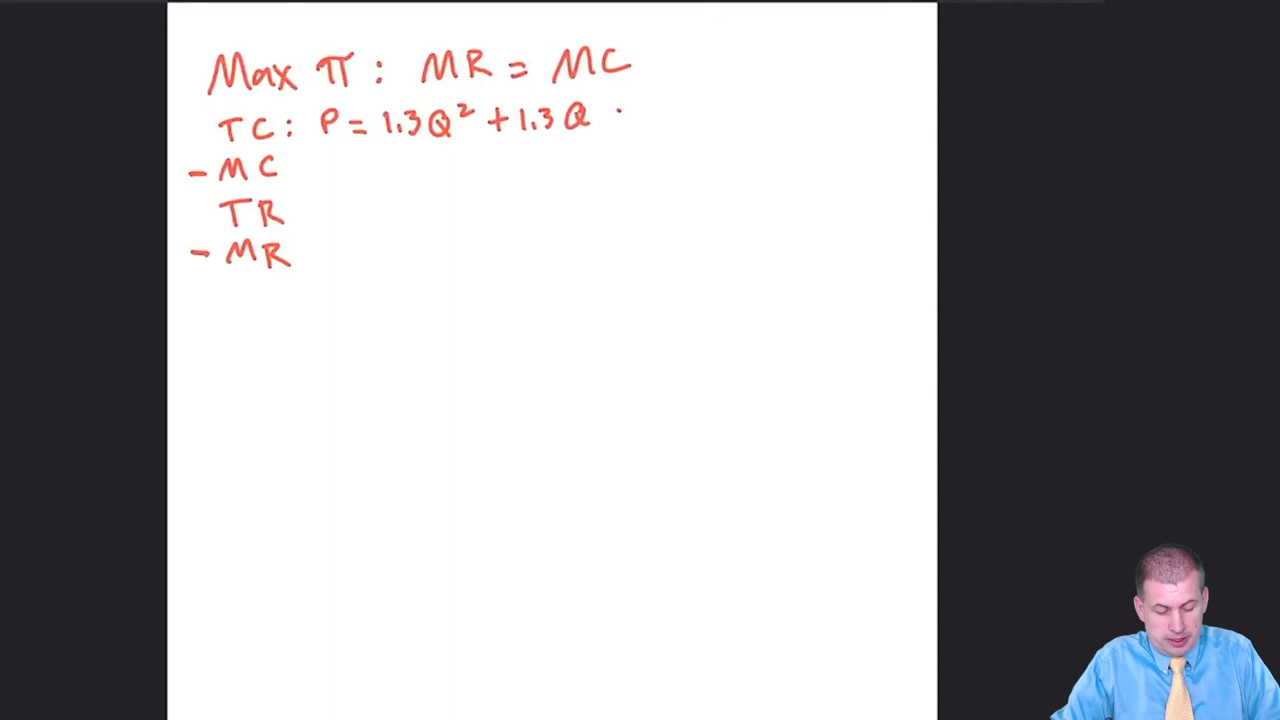 Max π: MR = MC
TC: P = 1.3Q² + 1.3Q
- MC
TR
- MR